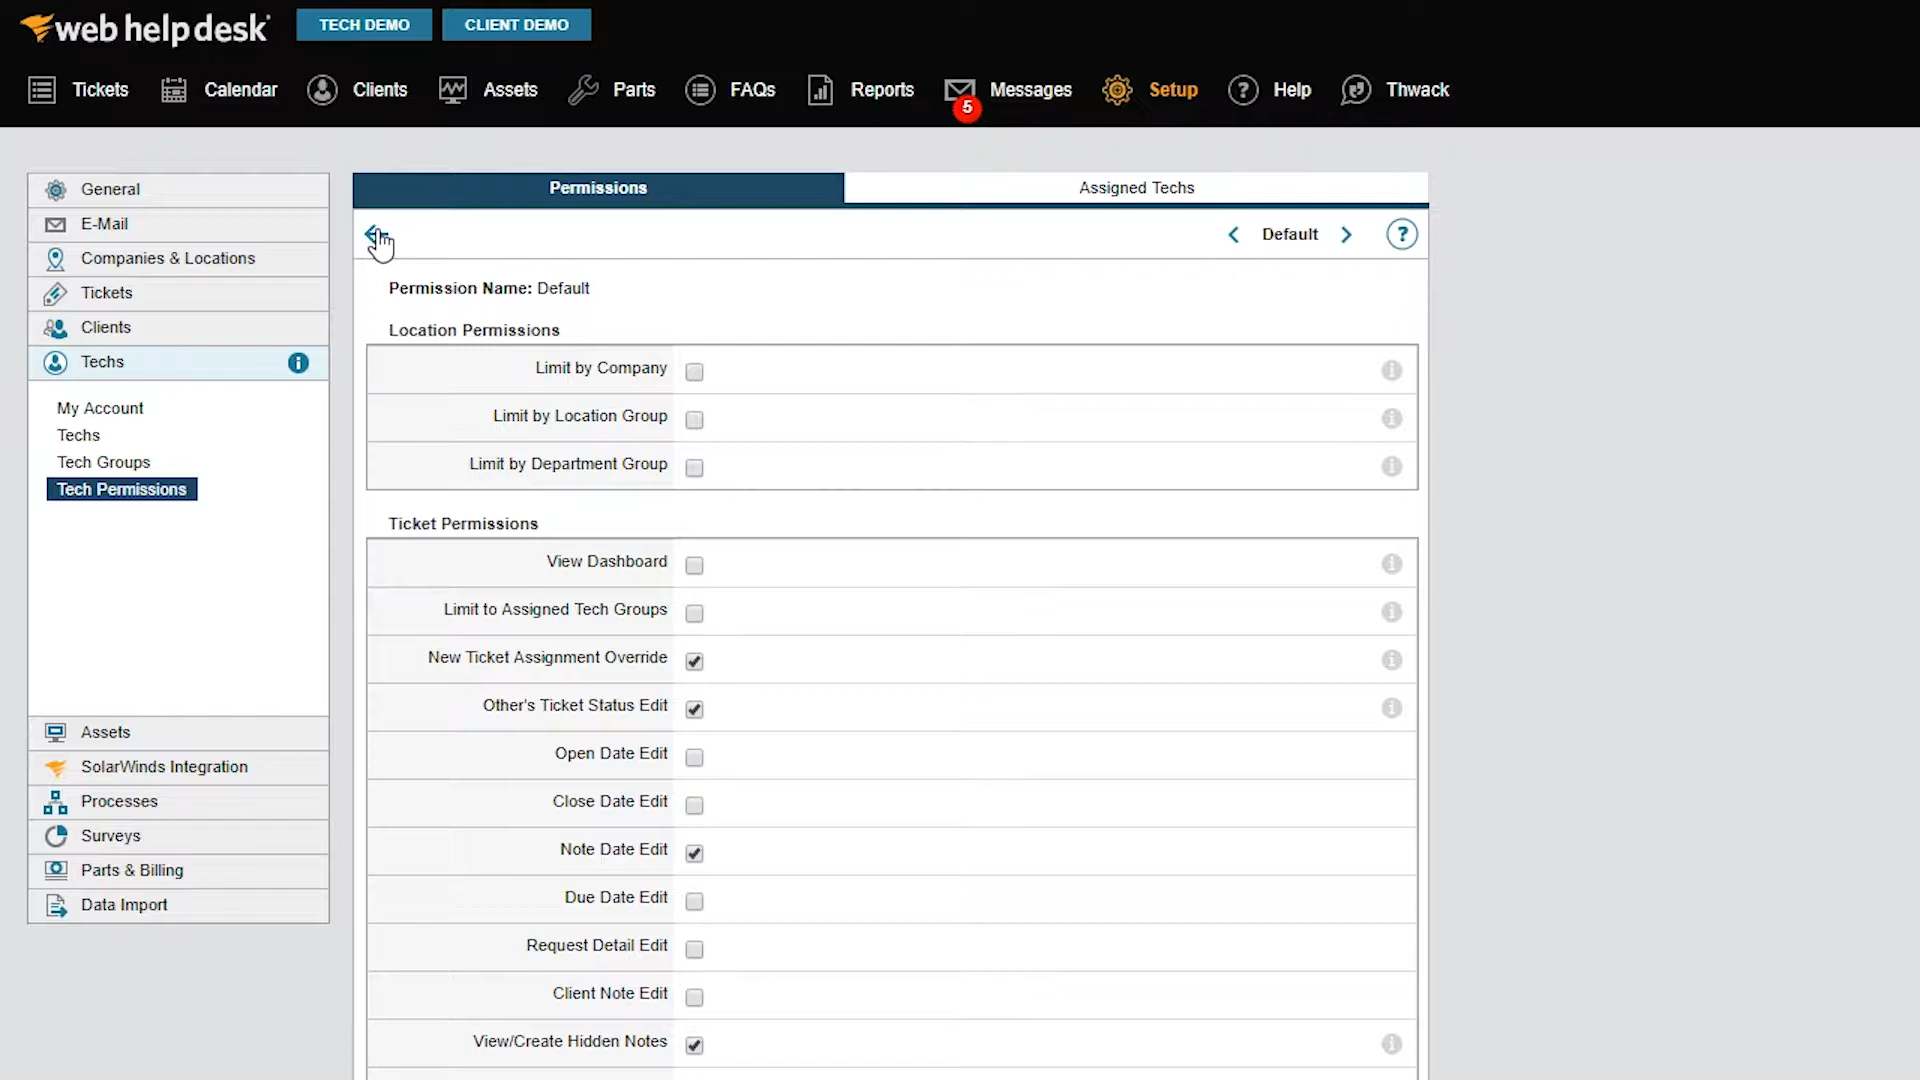 web help desk
TECH DEMO
CLIENT DEMO
Tickets
Calendar
Clients
Assets
Parts
FAQs
Reports
5
Messages
Setup
?
Help
Thwack
General
E-Mail
Companies & Locations
Tickets
Clients
Techs
i
My Account
Techs
Tech Groups
Tech Permissions
Assets
SolarWinds Integration
Processes
Surveys
Parts & Billing
Data Import
Permissions
Assigned Techs
Default
?
Permission Name: Default
Location Permissions
Limit by Company
i
Limit by Location Group
i
Limit by Department Group
i
Ticket Permissions
View Dashboard
i
Limit to Assigned Tech Groups
i
New Ticket Assignment Override
i
Other's Ticket Status Edit
i
Open Date Edit
Close Date Edit
Note Date Edit
Due Date Edit
Request Detail Edit
Client Note Edit
View/Create Hidden Notes
i